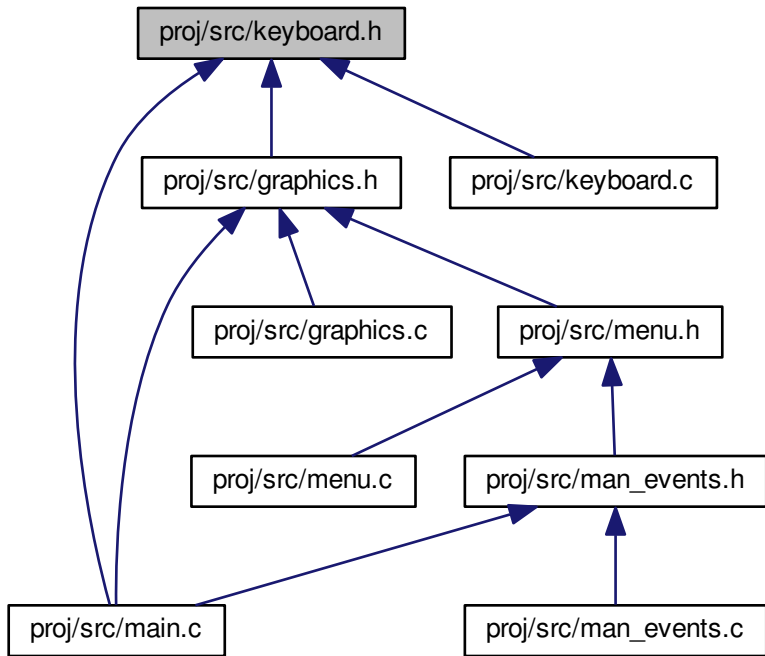 proj/src/keyboard.h
proj/src/graphics.h
proj/src/keyboard.c
proj/src/graphics.c
proj/src/menu.h
proj/src/menu.c
proj/src/man_events.h
proj/src/main.c
proj/src/man_events.c